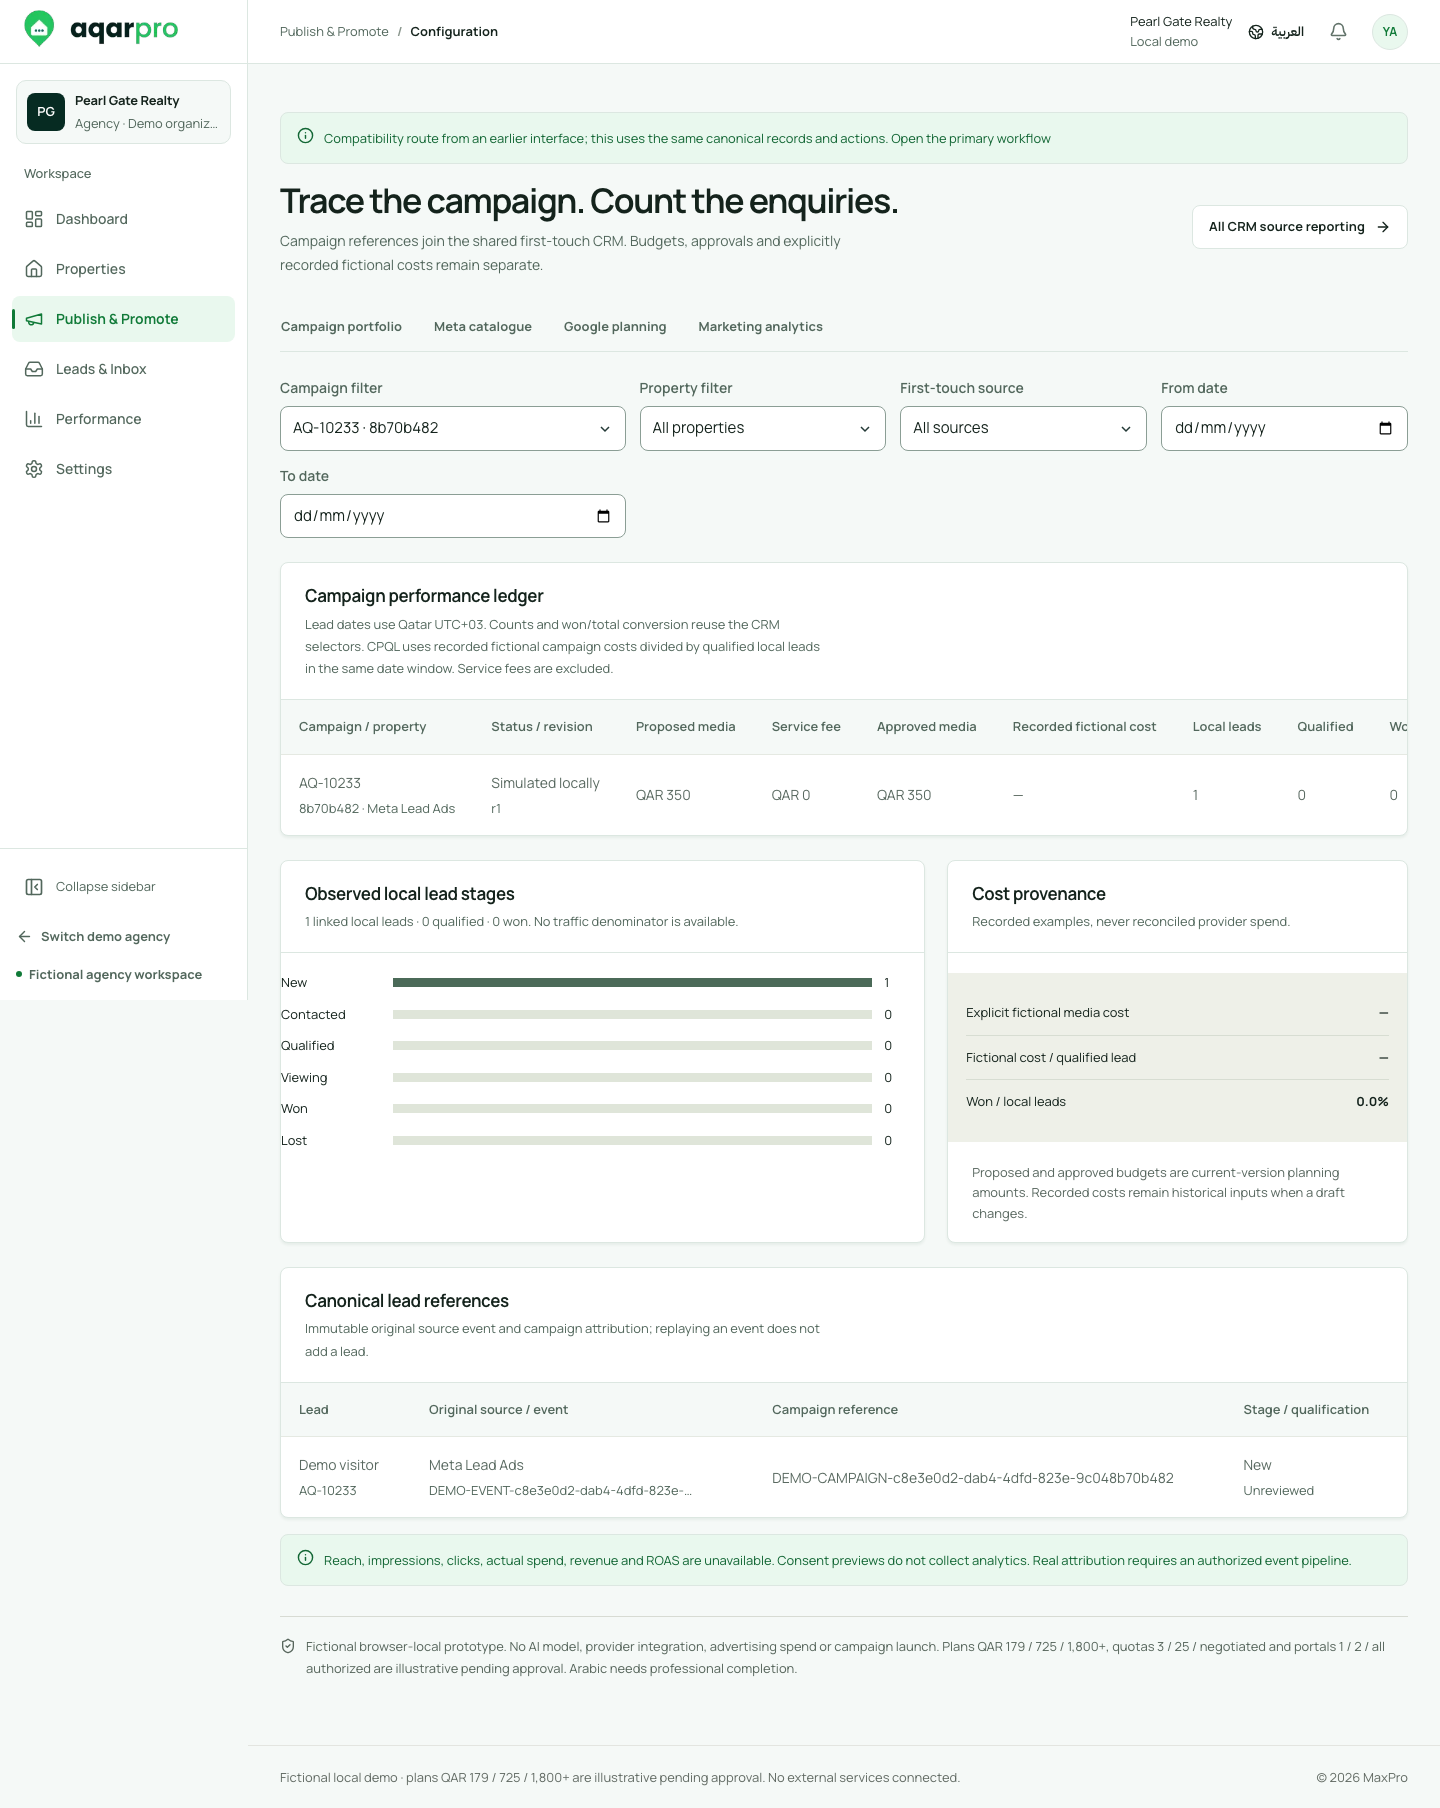 aqarpro
Publish & Promote / Configuration
Pearl Gate Realty
Local demo
العربية
YA
PG
Pearl Gate Realty
Agency · Demo organiz...
Workspace
Dashboard
Properties
Publish & Promote
Leads & Inbox
Performance
Settings
Collapse sidebar
Switch demo agency
Fictional agency workspace
Compatibility route from an earlier interface; this uses the same canonical records and actions. Open the primary workflow
Trace the campaign. Count the enquiries.
Campaign references join the shared first-touch CRM. Budgets, approvals and explicitly
recorded fictional costs remain separate.
All CRM source reporting
Campaign portfolio Meta catalogue Google planning Marketing analytics
Campaign filter Property filter First-touch source From date
AQ-10233 · 8b70b482 All properties All sources dd/mm/yyyy
To date
dd/mm/yyyy
Campaign performance ledger
Lead dates use Qatar UTC+03. Counts and won/total conversion reuse the CRM
selectors. CPQL uses recorded fictional campaign costs divided by qualified local leads
in the same date window. Service fees are excluded.
Campaign / property Status / revision Proposed media Service fee Approved media Recorded fictional cost Local leads Qualified Wo
AQ-10233 Simulated locally
QAR 350 QAR 0 QAR 350 — 1 0 0
8b70b482 · Meta Lead Ads r1
Observed local lead stages
1 linked local leads · 0 qualified · 0 won. No traffic denominator is available.
New 1
Contacted 0
Qualified 0
Viewing 0
Won 0
Lost 0
Cost provenance
Recorded examples, never reconciled provider spend.
Explicit fictional media cost —
Fictional cost / qualified lead —
Won / local leads 0.0%
Proposed and approved budgets are current-version planning
amounts. Recorded costs remain historical inputs when a draft
changes.
Canonical lead references
Immutable original source event and campaign attribution; replaying an event does not
add a lead.
Lead Original source / event Campaign reference Stage / qualification
Demo visitor Meta Lead Ads New
DEMO-CAMPAIGN-c8e3e0d2-dab4-4dfd-823e-9c048b70b482
AQ-10233 DEMO-EVENT-c8e3e0d2-dab4-4dfd-823e-... Unreviewed
Reach, impressions, clicks, actual spend, revenue and ROAS are unavailable. Consent previews do not collect analytics. Real attribution requires an authorized event pipeline.
Fictional browser-local prototype. No AI model, provider integration, advertising spend or campaign launch. Plans QAR 179 / 725 / 1,800+, quotas 3 / 25 / negotiated and portals 1 / 2 / all
authorized are illustrative pending approval. Arabic needs professional completion.
Fictional local demo · plans QAR 179 / 725 / 1,800+ are illustrative pending approval. No external services connected.
© 2026 MaxPro